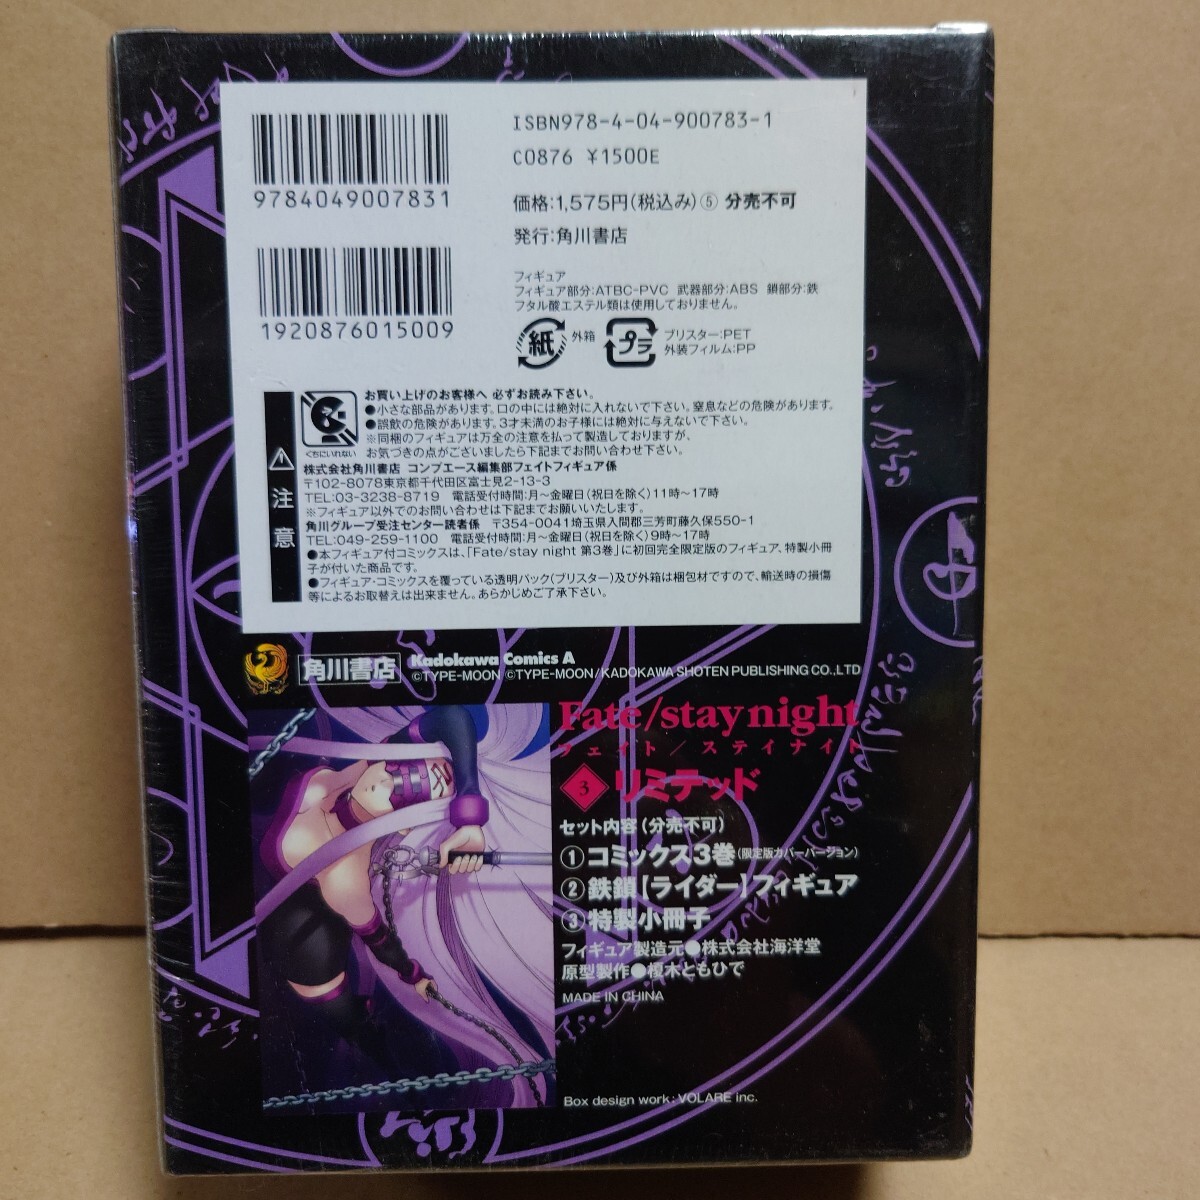 ISBN978-4-04-900783-1
C0876 ¥1500E
9784049007831
価格:1,575円(税込み)⑤ 分売不可
発行:角川書店
1920876015009
フィギュア
フィギュア部分:ATBC-PVC 武器部分:ABS 鎖部分:鉄
フタル酸エステル類は使用しておりません。
紙 外箱
プラ ブリスター:PET
外装フィルム:PP
注意
くちにいれない
お買い上げのお客様へ 必ずお読み下さい。
●小さな部品があります。口の中には絶対に入れないで下さい。窒息などの危険があります。
●誤飲の危険があります。3才未満のお子様には絶対に与えないで下さい。
※同梱のフィギュアは万全の注意を払って製造しておりますが、
お気づきの点がございましたら下記までお問い合わせ下さい。
株式会社角川書店 コンプエース編集部フェイトフィギュア係
〒102-8078東京都千代田区富士見2-13-3
TEL:03-3238-8719 電話受付時間:月～金曜日(祝日を除く)11時～17時
※フィギュア以外でのお問い合わせは下記までお願いいたします。
角川グループ受注センター読者係 〒354-0041埼玉県入間郡三芳町藤久保550-1
TEL:049-259-1100 電話受付時間:月～金曜日(祝日を除く)9時～17時
●本フィギュア付コミックスは、「Fate/stay night 第3巻」に初回完全限定版のフィギュア、特製小冊
子が付いた商品です。
●フィギュア・コミックスを覆っている透明パック(ブリスター)及び外箱は梱包材ですので、輸送時の損傷
等によるお取替えは出来ません。あらかじめご了承下さい。
角川書店 Kadokawa Comics A
©TYPE-MOON ©TYPE-MOON/KADOKAWA SHOTEN PUBLISHING CO.,LTD
Fate/stay night
フェイト/ステイナイト
3 リミテッド
セット内容(分売不可)
①コミックス3巻(限定版カバーバージョン)
②鉄鎖【ライダー】フィギュア
③特製小冊子
フィギュア製造元●株式会社海洋堂
原型製作●榎木ともひで
MADE IN CHINA
Box design work: VOLARE inc.